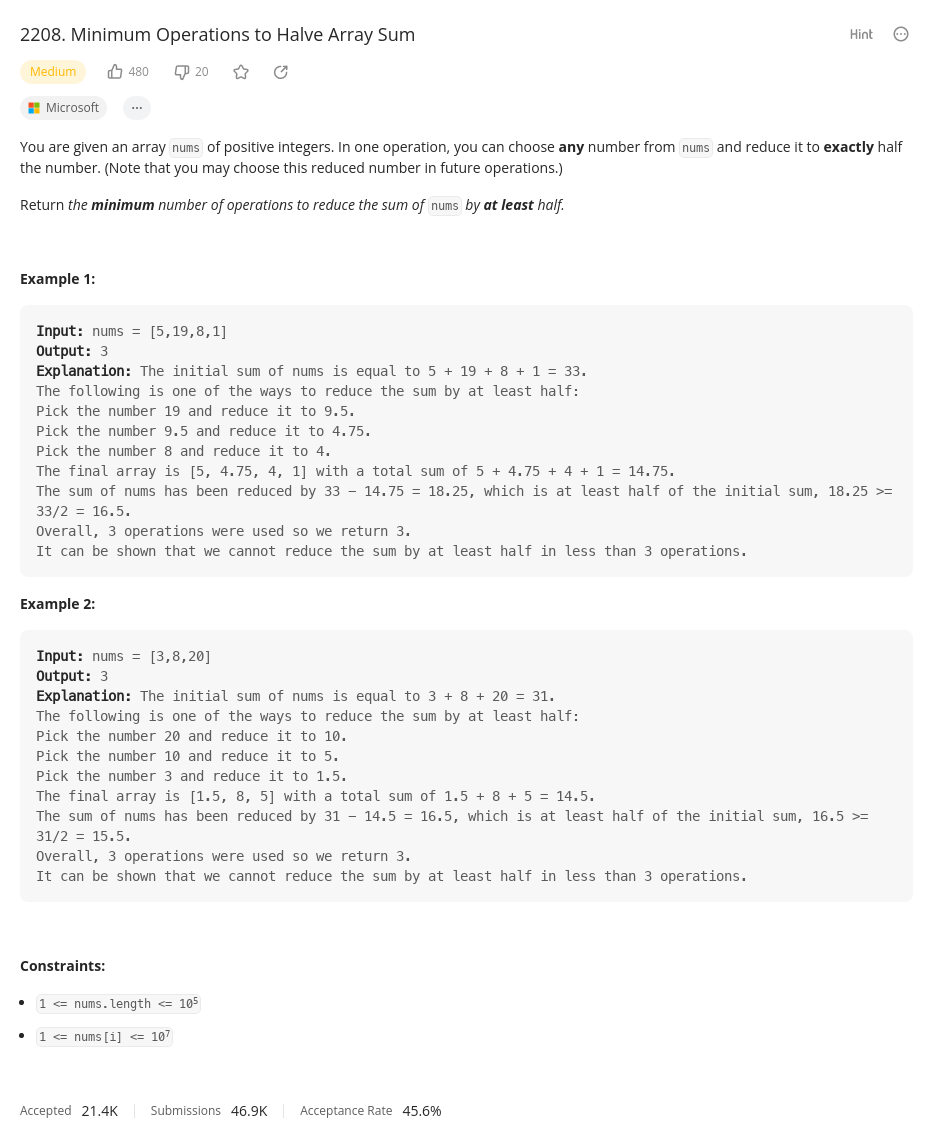 2208. Minimum Operations to Halve Array Sum
Hint
Medium 480 20
Microsoft ...
You are given an array nums of positive integers. In one operation, you can choose any number from nums and reduce it to exactly half
the number. (Note that you may choose this reduced number in future operations.)
Return the minimum number of operations to reduce the sum of nums by at least half.
Example 1:
Input: nums = [5,19,8,1]
Output: 3
Explanation: The initial sum of nums is equal to 5 + 19 + 8 + 1 = 33.
The following is one of the ways to reduce the sum by at least half:
Pick the number 19 and reduce it to 9.5.
Pick the number 9.5 and reduce it to 4.75.
Pick the number 8 and reduce it to 4.
The final array is [5, 4.75, 4, 1] with a total sum of 5 + 4.75 + 4 + 1 = 14.75.
The sum of nums has been reduced by 33 - 14.75 = 18.25, which is at least half of the initial sum, 18.25 >=
33/2 = 16.5.
Overall, 3 operations were used so we return 3.
It can be shown that we cannot reduce the sum by at least half in less than 3 operations.
Example 2:
Input: nums = [3,8,20]
Output: 3
Explanation: The initial sum of nums is equal to 3 + 8 + 20 = 31.
The following is one of the ways to reduce the sum by at least half:
Pick the number 20 and reduce it to 10.
Pick the number 10 and reduce it to 5.
Pick the number 3 and reduce it to 1.5.
The final array is [1.5, 8, 5] with a total sum of 1.5 + 8 + 5 = 14.5.
The sum of nums has been reduced by 31 - 14.5 = 16.5, which is at least half of the initial sum, 16.5 >=
31/2 = 15.5.
Overall, 3 operations were used so we return 3.
It can be shown that we cannot reduce the sum by at least half in less than 3 operations.
Constraints:
• 1 <= nums.length <= 10⁵
• 1 <= nums[i] <= 10⁷
Accepted 21.4K Submissions 46.9K Acceptance Rate 45.6%